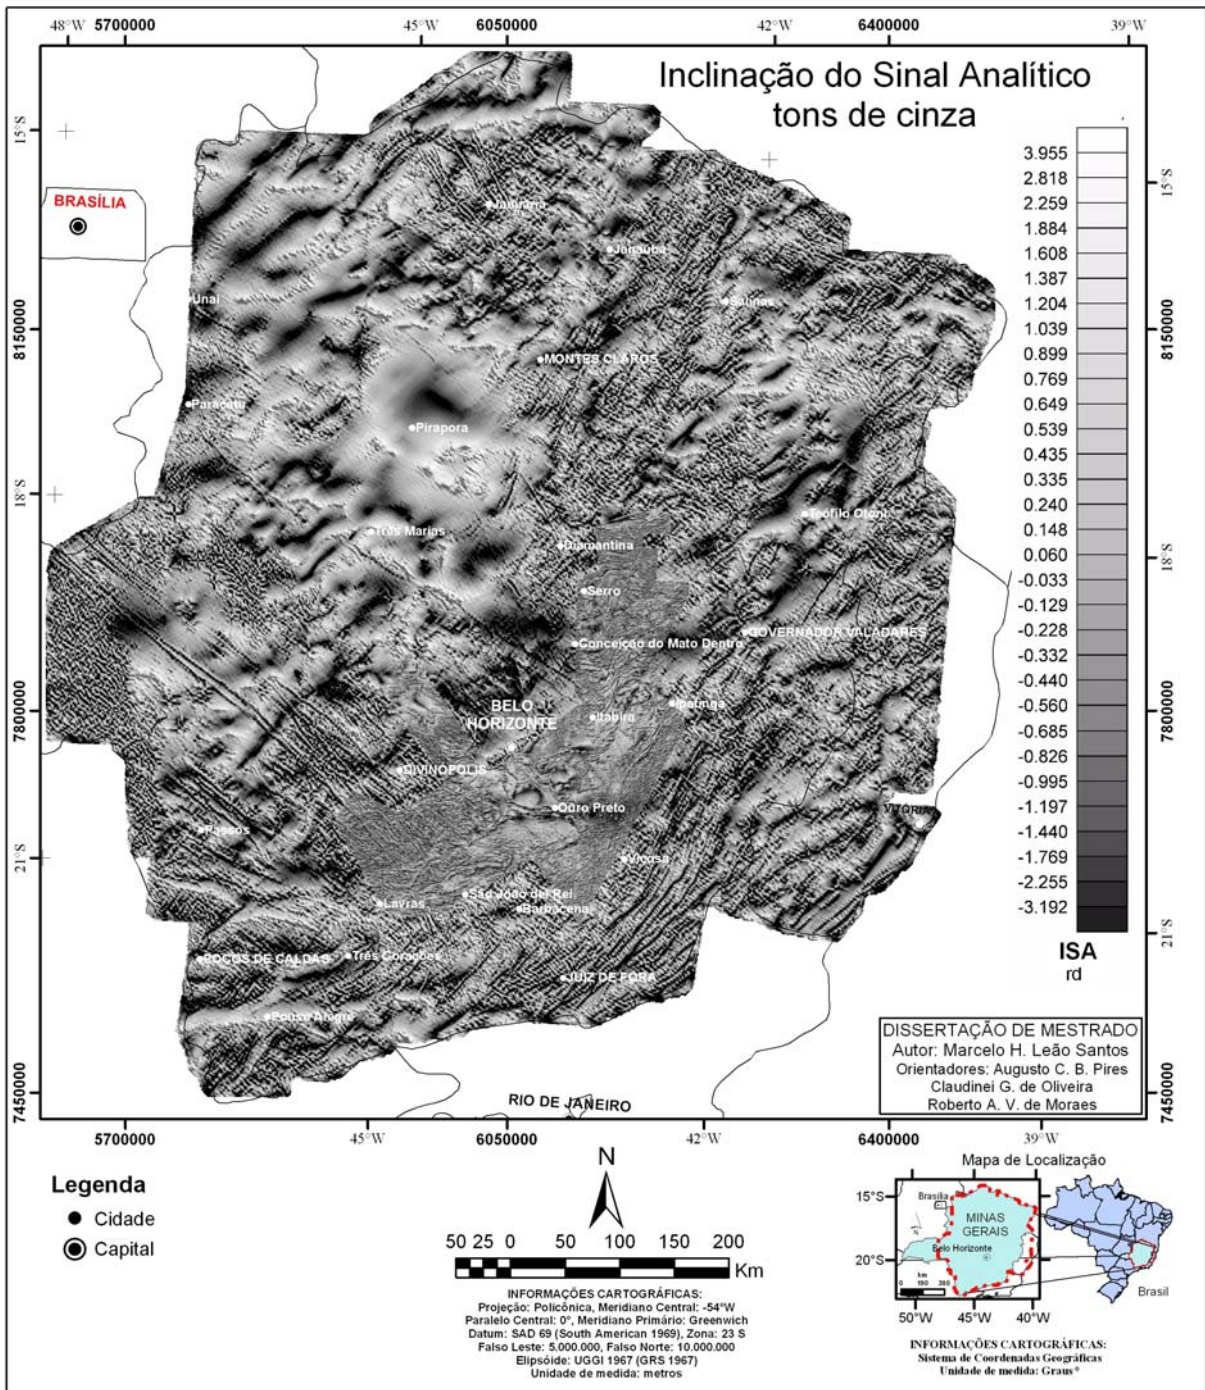 48°W 5700000 45°W 6050000 42°W 6400000 39°W
Inclinação do Sinal Analítico
tons de cinza
15°S
15°S
BRASÍLIA
Januária
Janaúba
Unaí
Salinas
8150000
8150000
MONTES CLAROS
Paracatu
Pirapora
18°S
Três Marias
Teófilo Otoni
Diamantina
18°S
Serro
Conceição do Mato Dentro
GOVERNADOR VALADARES
Ipatinga
BELO
HORIZONTE
Itabira
7800000
7800000
DIVINÓPOLIS
Ouro Preto
VITÓRIA
Passos
21°S
Viçosa
São João del Rei
Lavras
Barbacena
21°S
POÇOS DE CALDAS
Três Corações
JUIZ DE FORA
Pouso Alegre
7450000
7450000
RIO DE JANEIRO
3.955
2.818
2.259
1.884
1.608
1.387
1.204
1.039
0.899
0.769
0.649
0.539
0.435
0.335
0.240
0.148
0.060
-0.033
-0.129
-0.228
-0.332
-0.440
-0.560
-0.685
-0.826
-0.995
-1.197
-1.440
-1.769
-2.255
-3.192
ISA
rd
DISSERTAÇÃO DE MESTRADO
Autor: Marcelo H. Leão Santos
Orientadores: Augusto C. B. Pires
Claudinei G. de Oliveira
Roberto A. V. de Moraes
5700000 45°W 6050000 42°W 6400000 39°W
Legenda
Cidade
Capital
N
50 25 0 50 100 150 200
Km
INFORMAÇÕES CARTOGRÁFICAS:
Projeção: Policônica, Meridiano Central: -54°W
Paralelo Central: 0°, Meridiano Primário: Greenwich
Datum: SAD 69 (South American 1969), Zona: 23 S
Falso Leste: 5.000.000, Falso Norte: 10.000.000
Elipsóide: UGGI 1967 (GRS 1967)
Unidade de medida: metros
Mapa de Localização
15°S
Brasília
MINAS
GERAIS
Belo Horizonte
20°S
km
Brasil
50°W 45°W 40°W
INFORMAÇÕES CARTOGRÁFICAS:
Sistema de Coordenadas Geográficas
Unidade de medida: Graus°